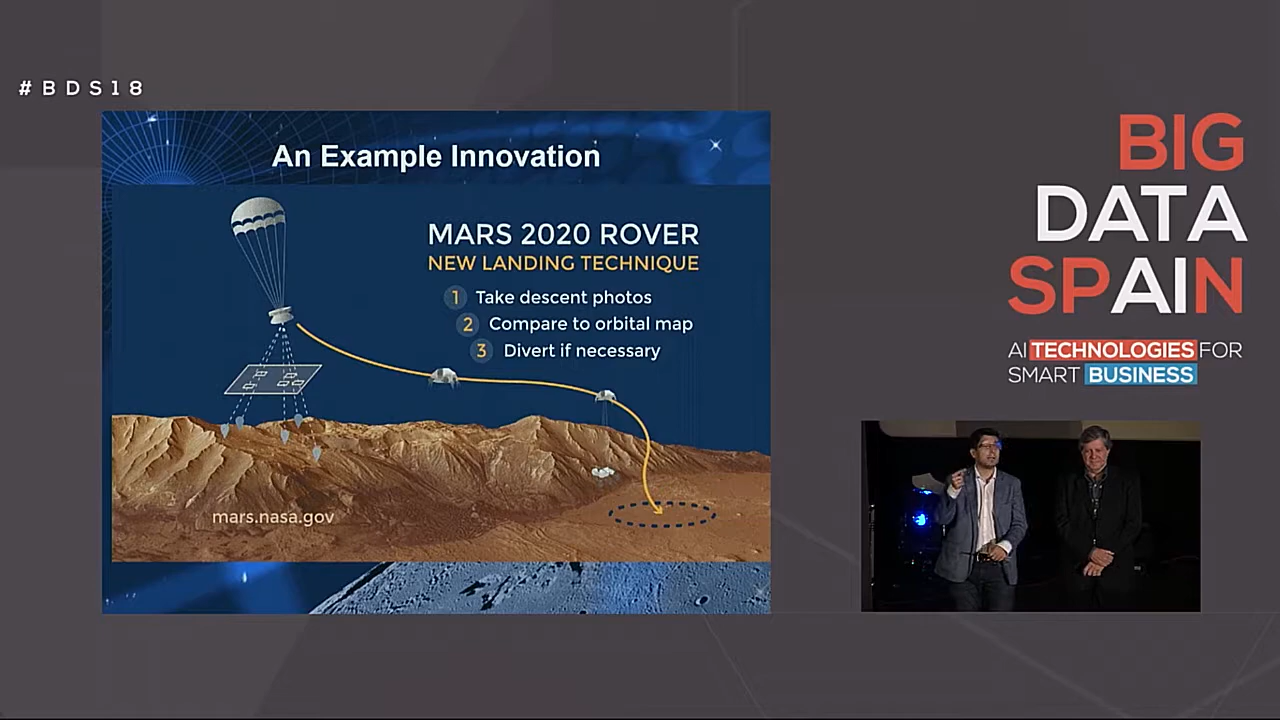 #BDS18
An Example Innovation
MARS 2020 ROVER
NEW LANDING TECHNIQUE
1 Take descent photos
2 Compare to orbital map
3 Divert if necessary
mars.nasa.gov
BIG
DATA
SPAIN
AI TECHNOLOGIES FOR
SMART BUSINESS